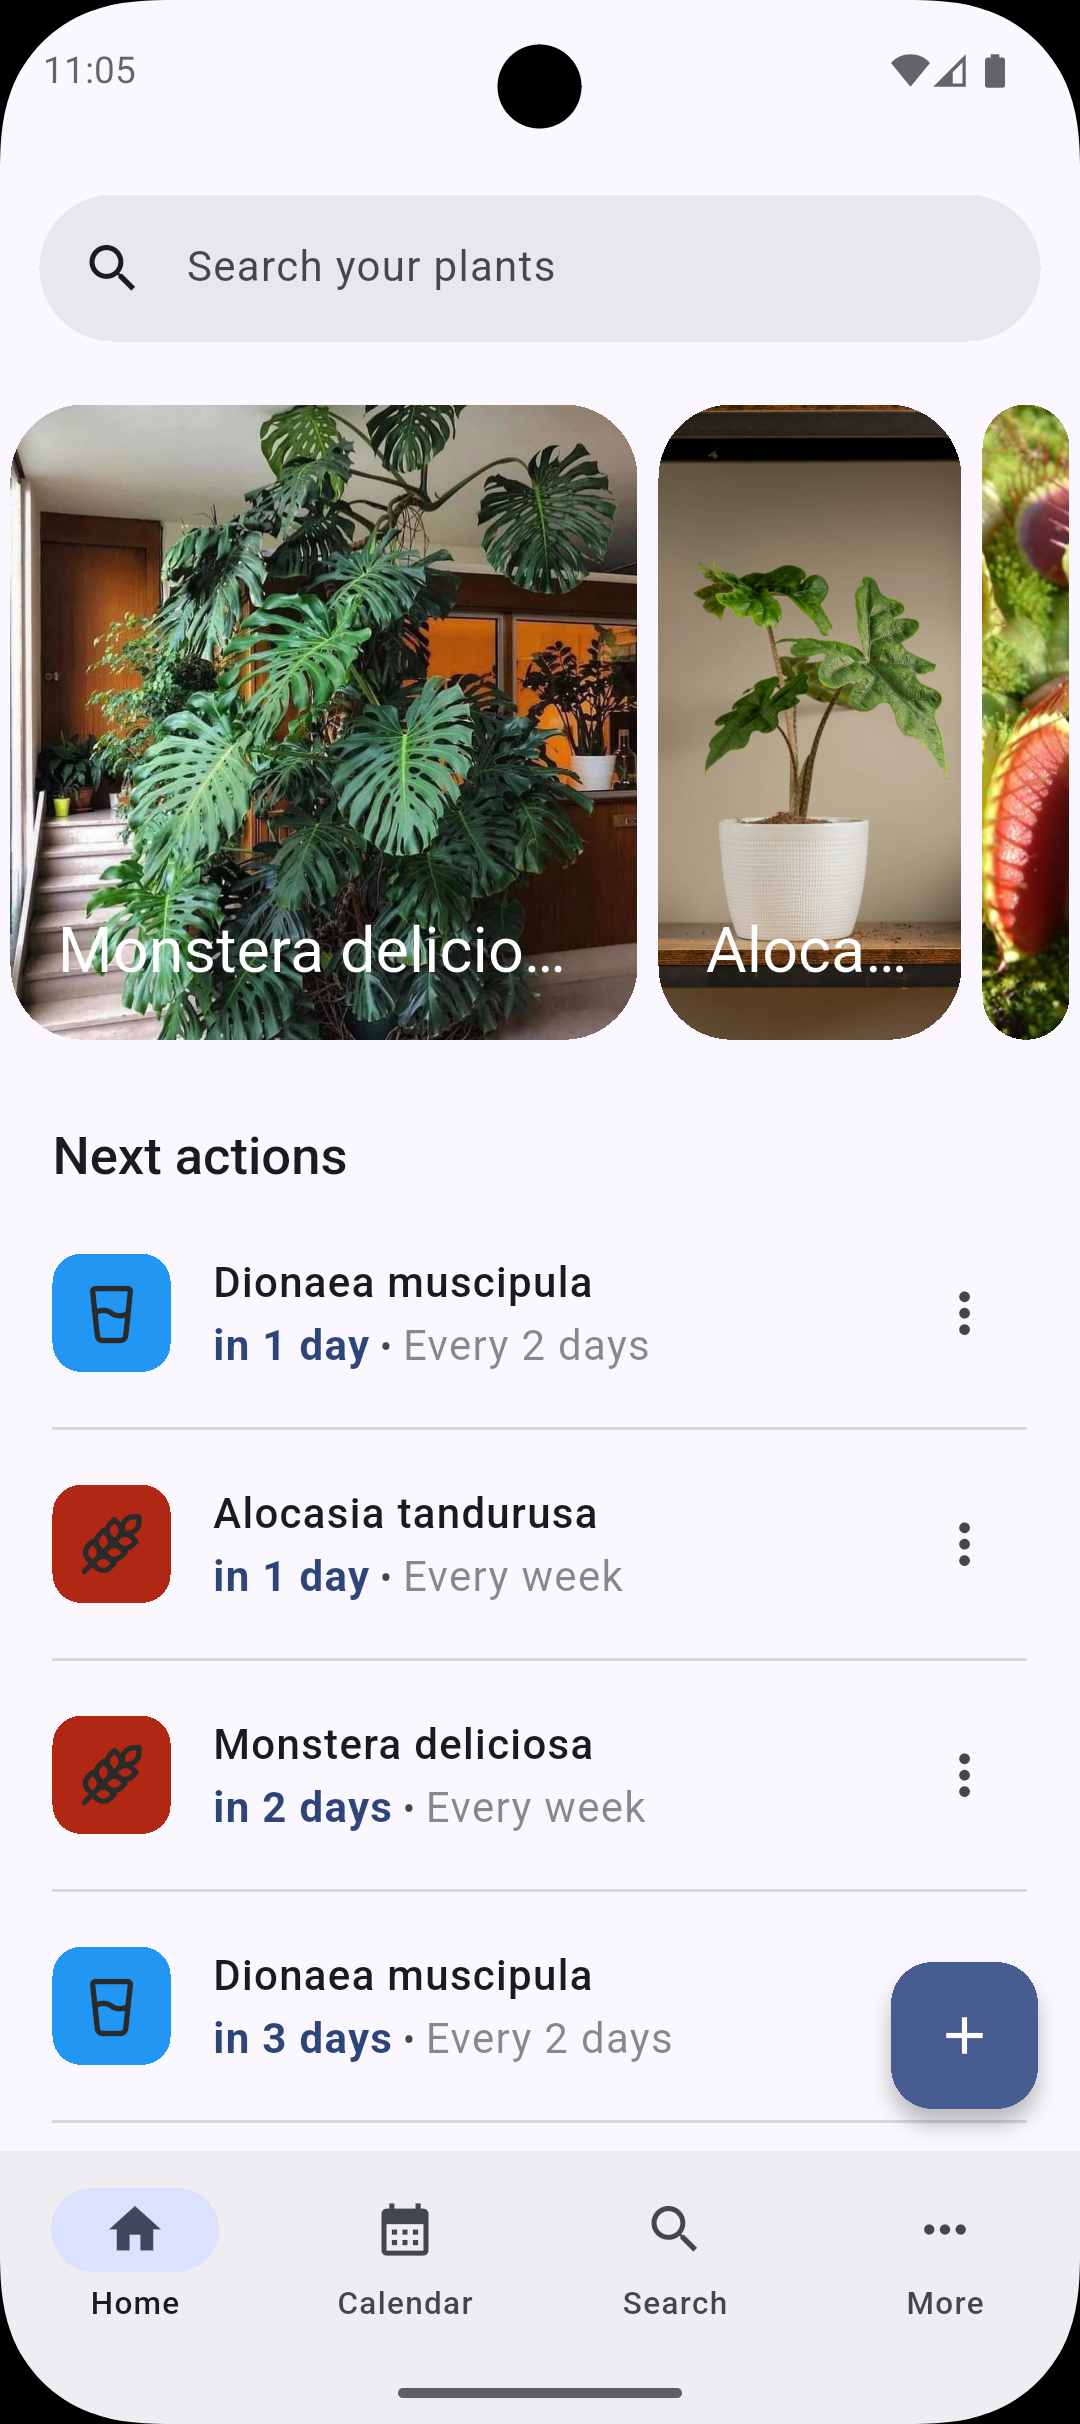 11:05
Search your plants
Monstera delicio...
Aloca...
Next actions
Dionaea muscipula
in 1 day • Every 2 days
Alocasia tandurusa
in 1 day • Every week
Monstera deliciosa
in 2 days • Every week
Dionaea muscipula
in 3 days • Every 2 days
Home
Calendar
Search
More